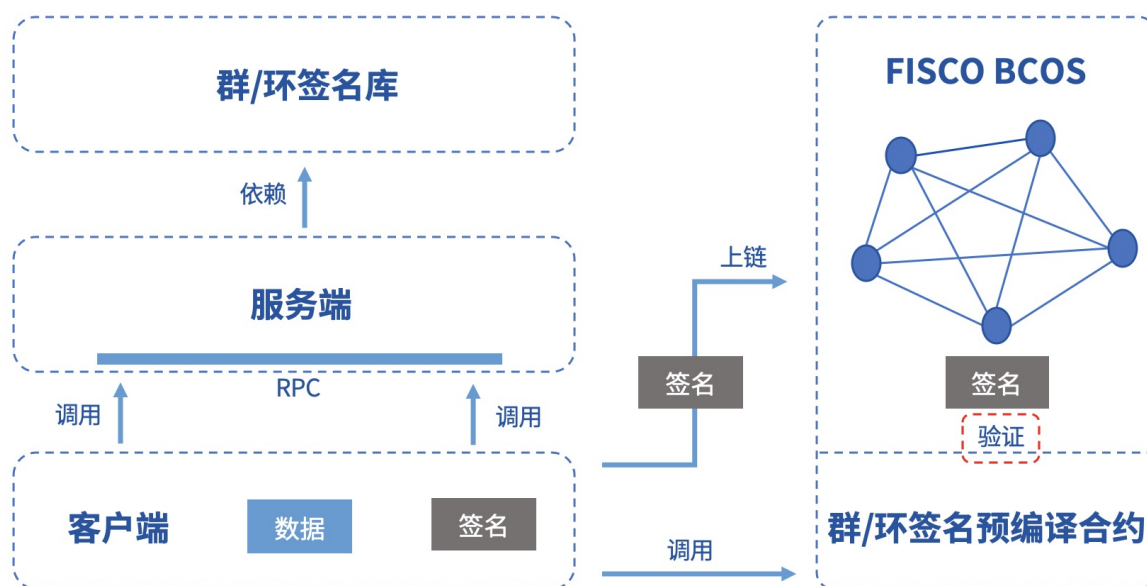 群/环签名库
依赖
服务端
RPC
调用
调用
客户端
数据
签名
签名
上链
调用
FISCO BCOS
签名
验证
群/环签名预编译合约